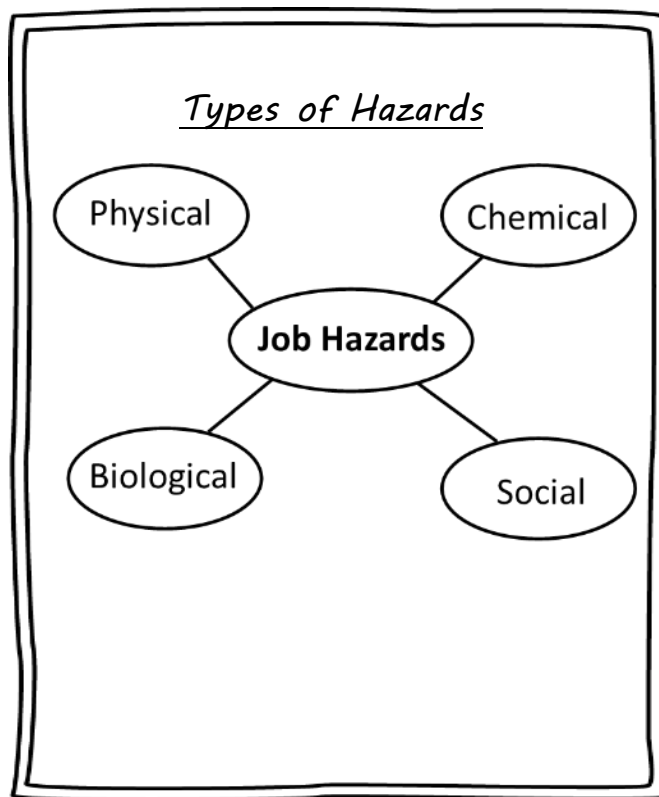 Types of Hazards
Physical
Chemical
Job Hazards
Biological
Social